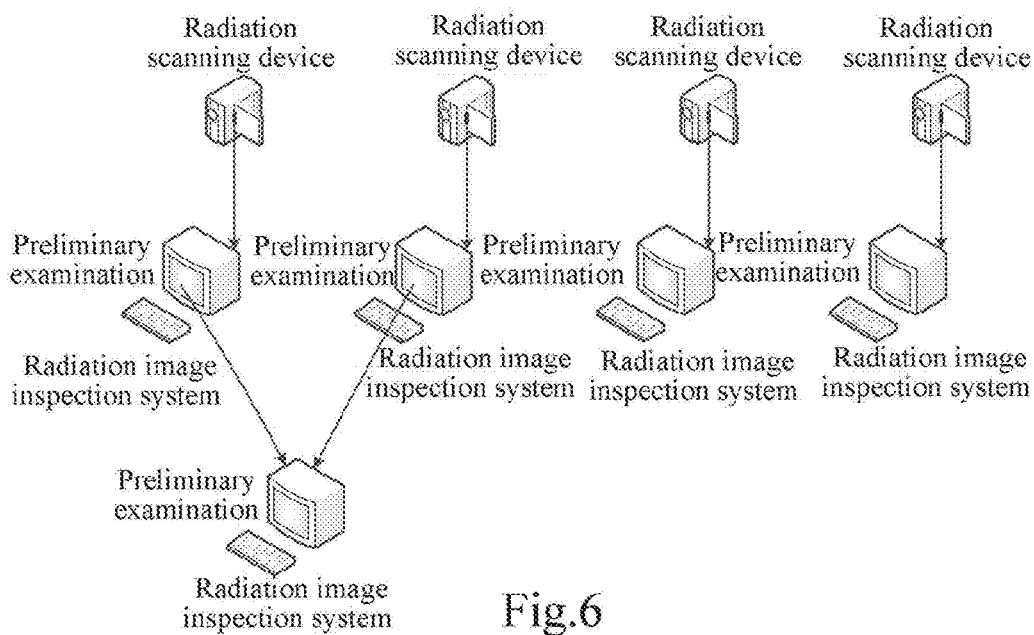 Radiation
scanning device
Radiation
scanning device
Radiation
scanning device
Radiation
scanning device
Preliminary
examination
Preliminary
examination
Preliminary
examination
Preliminary
examination
Radiation image
inspection system
Radiation image
inspection system
Radiation image
inspection system
Radiation image
inspection system
Preliminary
examination
Radiation image
inspection system
Fig.6